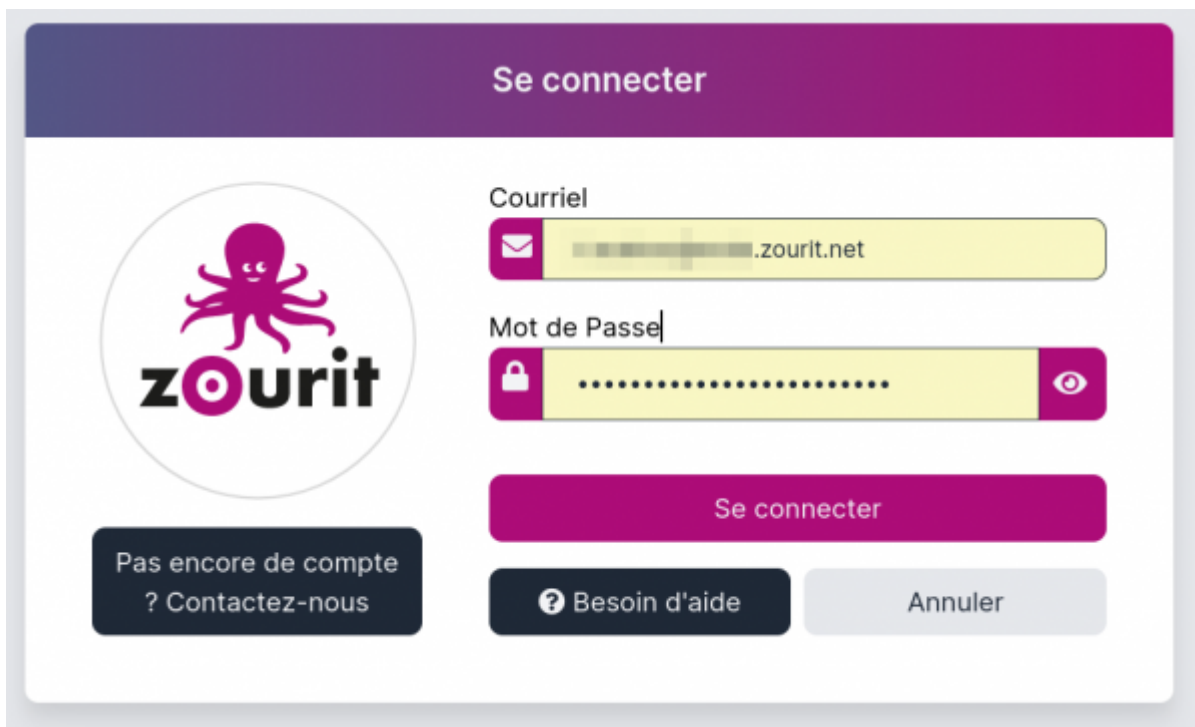 Se connecter
Courriel
.zourit.net
Mot de Passe
zourit
Se connecter
Pas encore de compte
? Contactez-nous
Besoin d'aide
Annuler